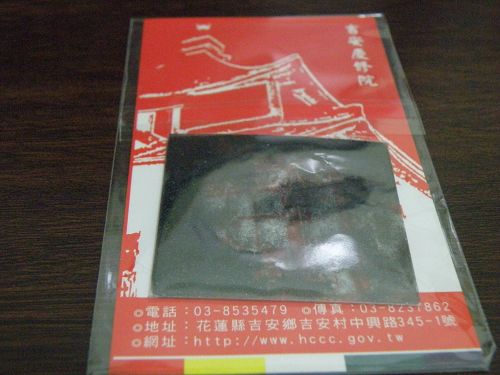 吉安慶修院
◎電話：03-8535479 ◎傳真：03-8237862
◎地址：花蓮縣吉安鄉吉安村中興路345-1號
◎網址：http://www.hccc.gov.tw